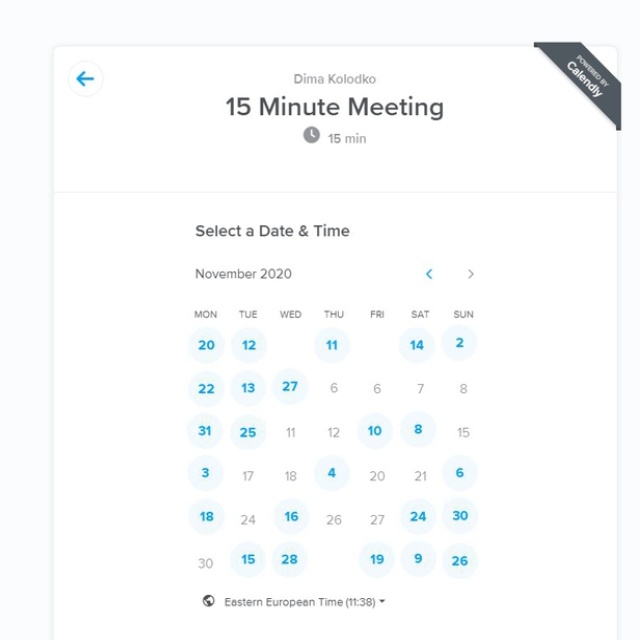 Dima Kolodko
POWERED BY
Calendly
15 Minute Meeting
15 min
Select a Date & Time
November 2020
MON TUE WED THU FRI SAT SUN
20 12 11 14 2
22 13 27 6 6 7 8
31 25 11 12 10 8 15
3 17 18 4 20 21 6
18 24 16 26 27 24 30
30 15 28 19 9 26
Eastern European Time (11:38)